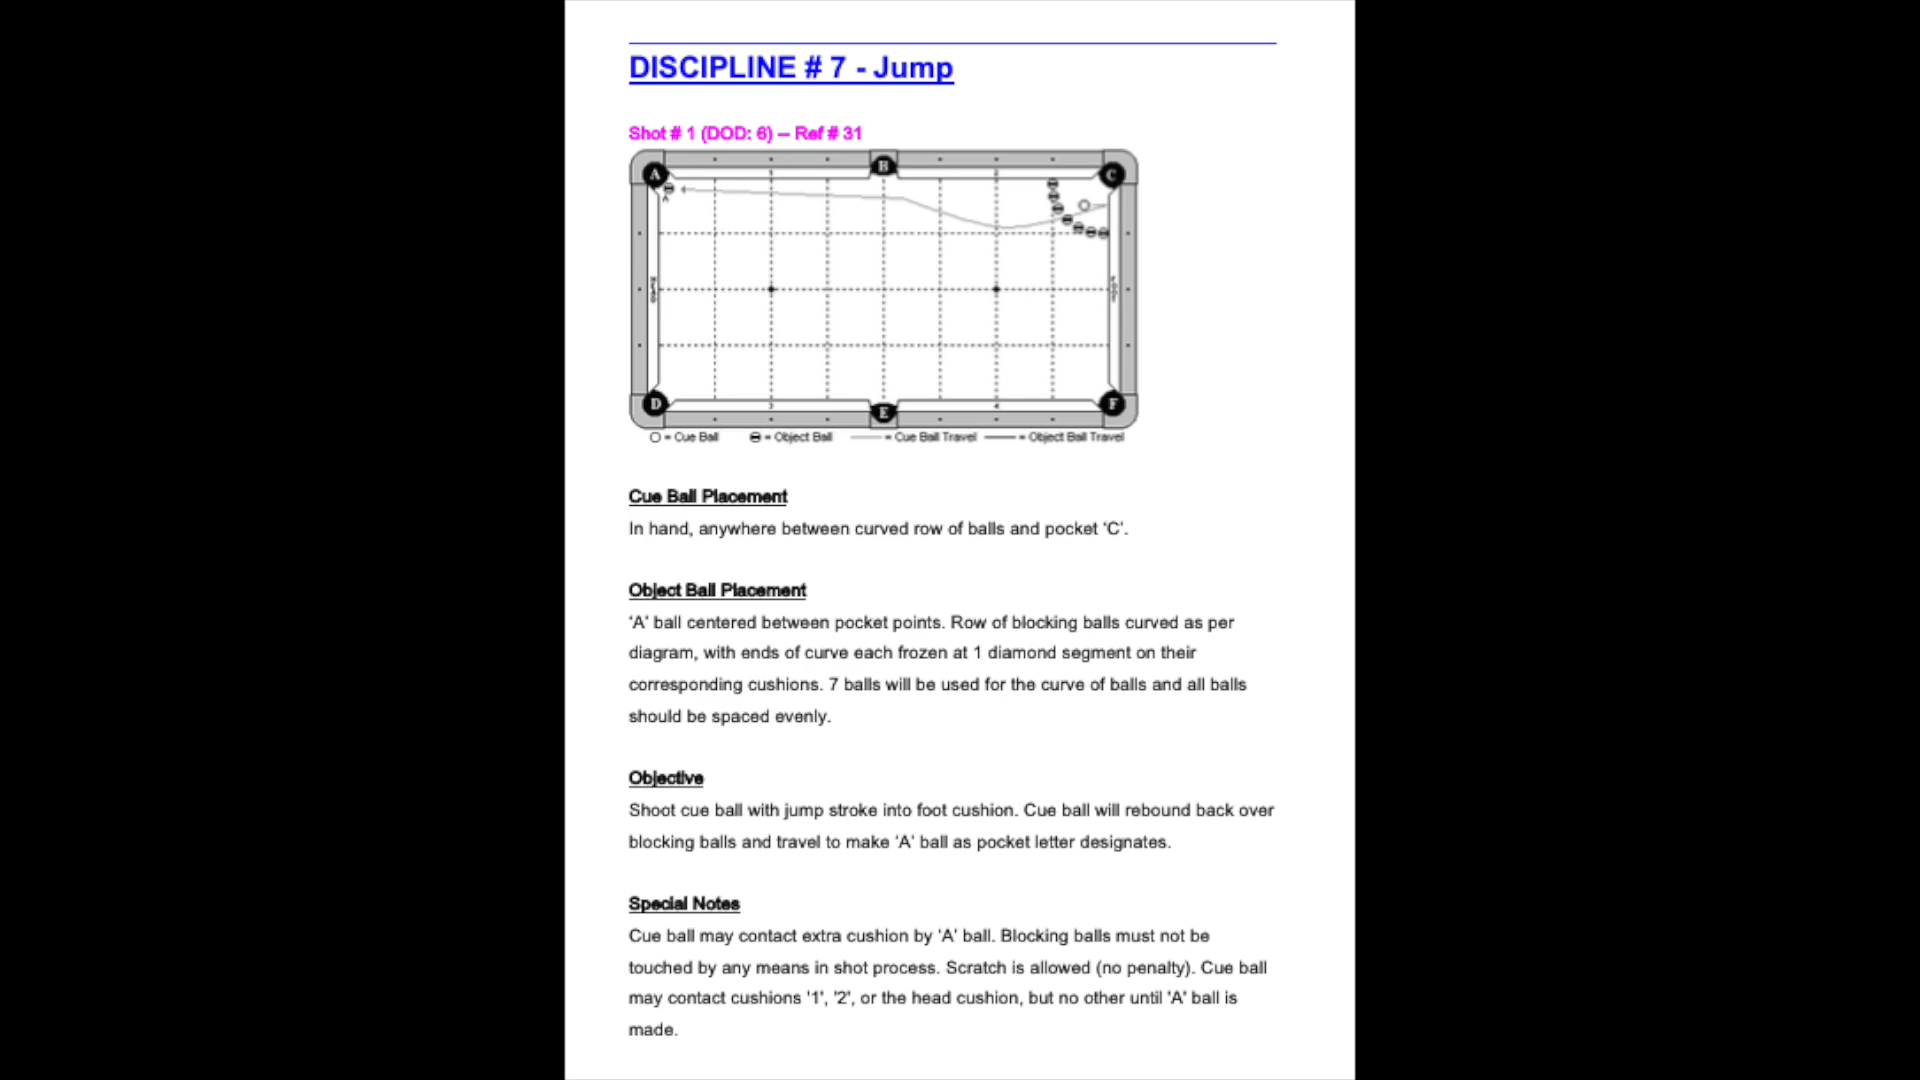 DISCIPLINE # 7 - Jump
Shot # 1 (DOD: 6) – Ref # 31
A
B
C
A
D
E
F
O = Cue Ball = Object Ball = Cue Ball Travel = Object Ball Travel
Cue Ball Placement
In hand, anywhere between curved row of balls and pocket 'C'.
Object Ball Placement
'A' ball centered between pocket points. Row of blocking balls curved as per
diagram, with ends of curve each frozen at 1 diamond segment on their
corresponding cushions. 7 balls will be used for the curve of balls and all balls
should be spaced evenly.
Objective
Shoot cue ball with jump stroke into foot cushion. Cue ball will rebound back over
blocking balls and travel to make 'A' ball as pocket letter designates.
Special Notes
Cue ball may contact extra cushion by 'A' ball. Blocking balls must not be
touched by any means in shot process. Scratch is allowed (no penalty). Cue ball
may contact cushions '1', '2', or the head cushion, but no other until 'A' ball is
made.